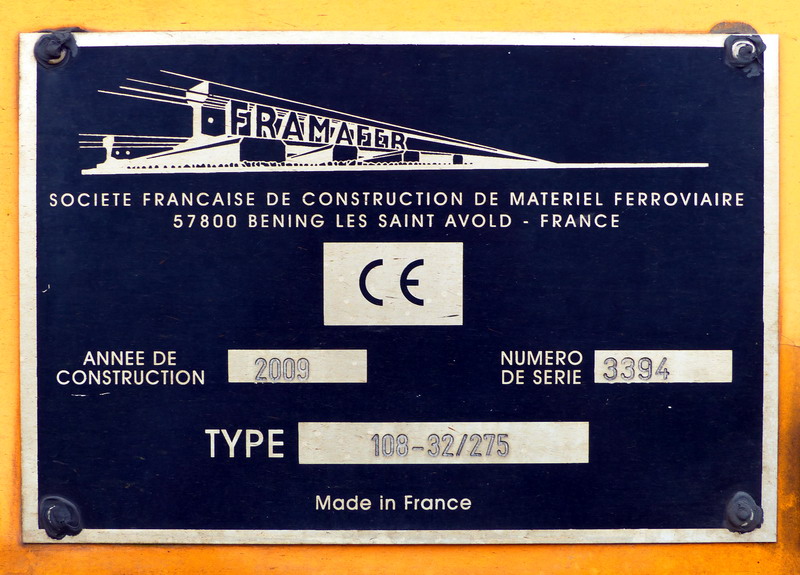 FRAMAFER
SOCIETE FRANCAISE DE CONSTRUCTION DE MATERIEL FERROVIAIRE
57800 BENING LES SAINT AVOLD - FRANCE
CE
ANNEE DE CONSTRUCTION 2009
NUMERO DE SERIE 3394
TYPE 108-32/275
Made in France